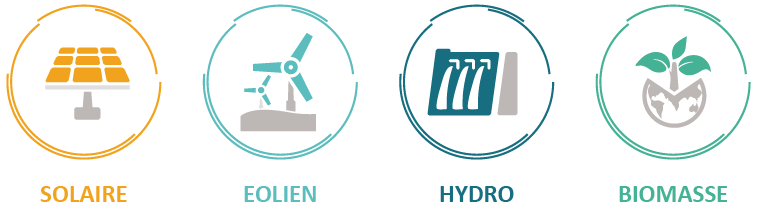 SOLAIRE
EOLIEN
HYDRO
BIOMASSE